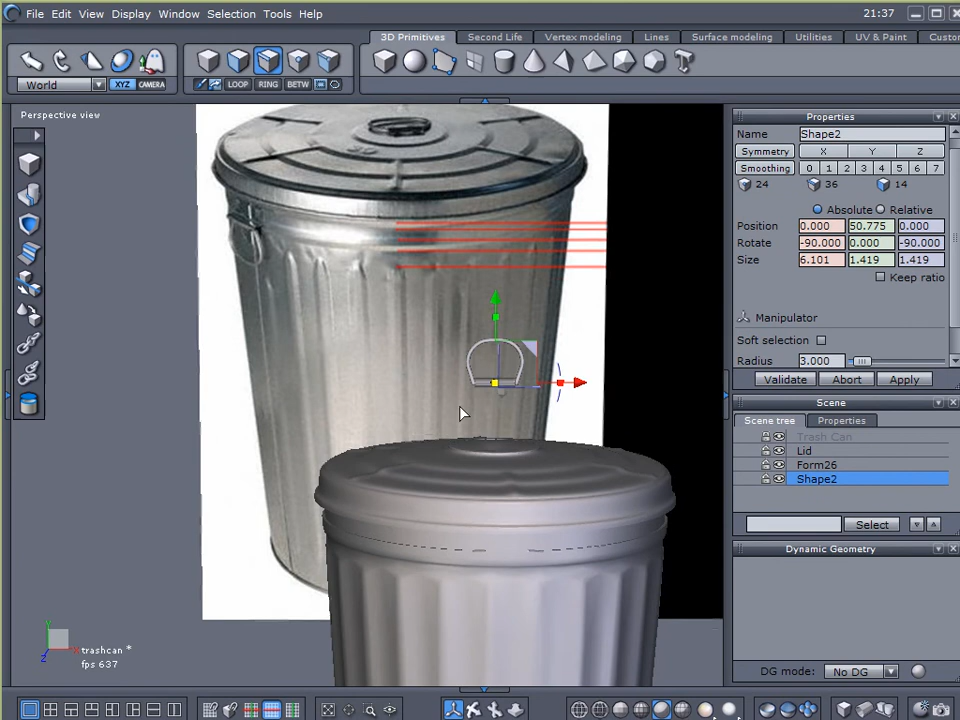 File Edit View Display Window Selection Tools Help 21:37
3D Primitives Second Life Vertex modeling Lines Surface modeling Utilities UV & Paint Custo
World XYZ CAMERA LOOP RING BETW
Perspective view
Properties
Name Shape2
Symmetry X Y Z
Smoothing 0 1 2 3 4 5 6 7
24 36 14
Absolute Relative
Position 0.000 50.775 0.000
Rotate -90.000 0.000 -90.000
Size 6.101 1.419 1.419
Keep ratio
Manipulator
Soft selection
Radius 3.000
Validate Abort Apply
Scene
Scene tree Properties
Trash Can
Lid
Form26
Shape2
Select
Dynamic Geometry
DG mode: No DG
Y
X
Z
trashcan *
fps 637